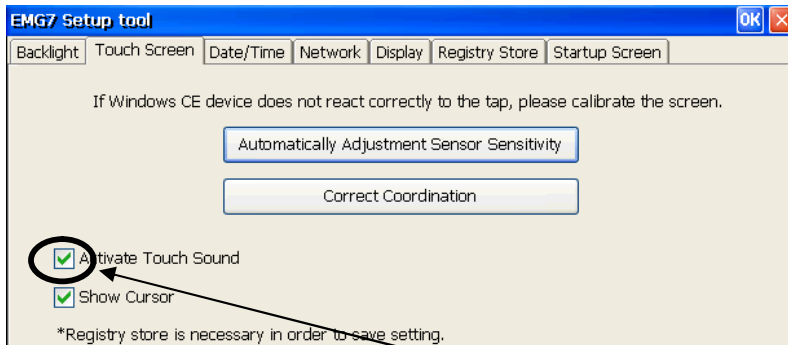 EMG7 Setup tool OK
Backlight Touch Screen Date/Time Network Display Registry Store Startup Screen
If Windows CE device does not react correctly to the tap, please calibrate the screen.
Automatically Adjustment Sensor Sensitivity
Correct Coordination
Activate Touch Sound
Show Cursor
*Registry store is necessary in order to save setting.